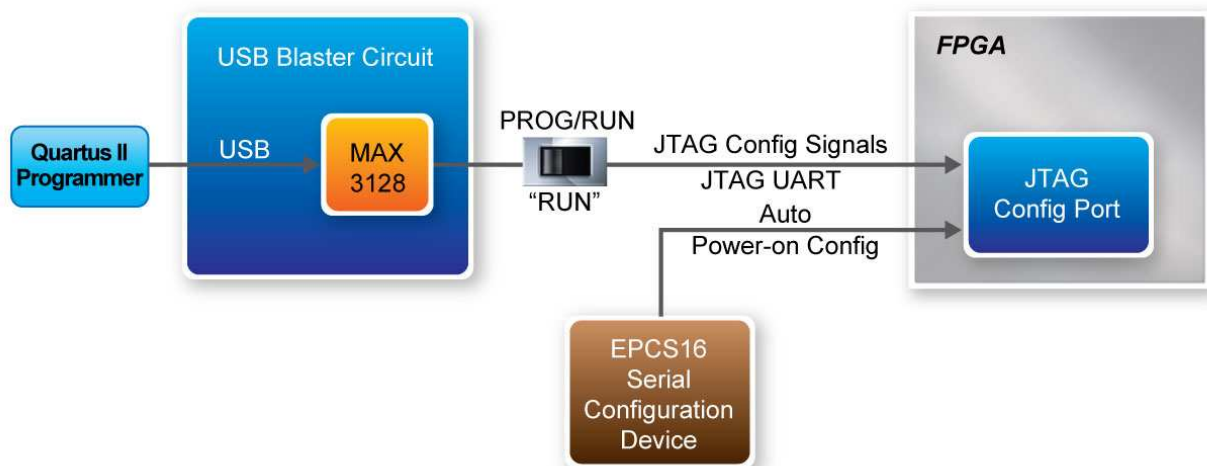 USB Blaster Circuit
Quartus II
Programmer
USB
MAX
3128
PROG/RUN
“RUN”
JTAG Config Signals
JTAG UART
Auto
Power-on Config
FPGA
JTAG
Config Port
EPCS16
Serial
Configuration
Device